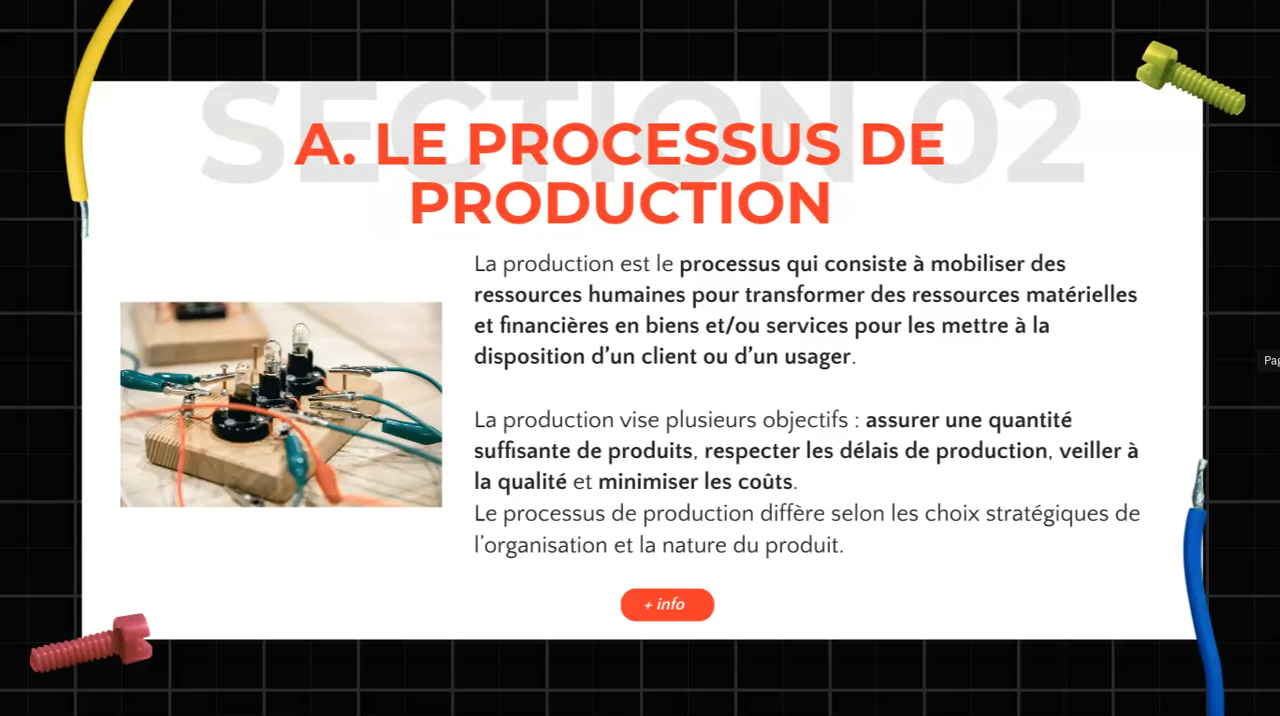 SECTION 02
A. LE PROCESSUS DE
PRODUCTION
La production est le processus qui consiste à mobiliser des
ressources humaines pour transformer des ressources matérielles
et financières en biens et/ou services pour les mettre à la
disposition d’un client ou d’un usager.
La production vise plusieurs objectifs : assurer une quantité
suffisante de produits, respecter les délais de production, veiller à
la qualité et minimiser les coûts.
Le processus de production diffère selon les choix stratégiques de
l’organisation et la nature du produit.
+ info